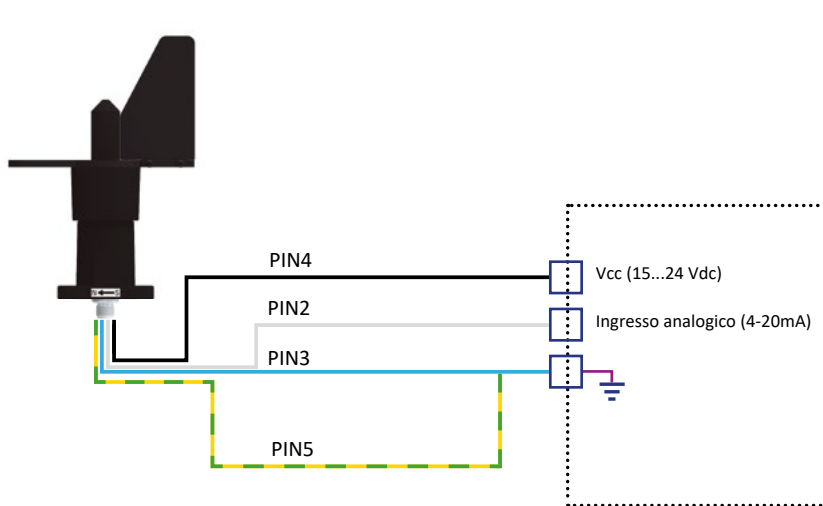 PIN4
Vcc (15...24 Vdc)
PIN2
Ingresso analogico (4-20mA)
PIN3
PIN5
N S